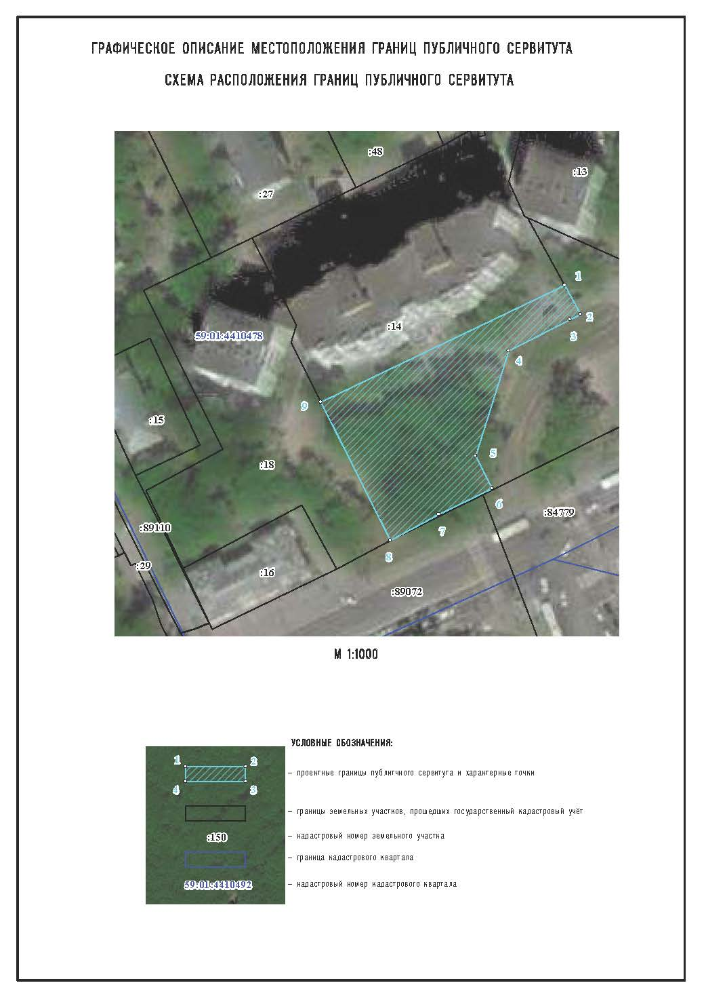 ГРАФИЧЕСКОЕ ОПИСАНИЕ МЕСТОПОЛОЖЕНИЯ ГРАНИЦ ПУБЛИЧНОГО СЕРВИТУТА
СХЕМА РАСПОЛОЖЕНИЯ ГРАНИЦ ПУБЛИЧНОГО СЕРВИТУТА
:48
:13
:27
1
2
:14
3
59:01:4410478
4
9
:15
5
:18
6
:84779
:89110
7
8
:29
:16
:89072
М 1:1000
УСЛОВНЫЕ ОБОЗНАЧЕНИЯ:
1 2
4 3
– проектные границы публитчного сервитута и характерные точки
– границы земельных участков, прошедших государственный кадастровый учёт
:150
– кадастровый номер земельного участка
– граница кадастрового квартала
59:01:4410492
– кадастровый номер кадастрового квартала